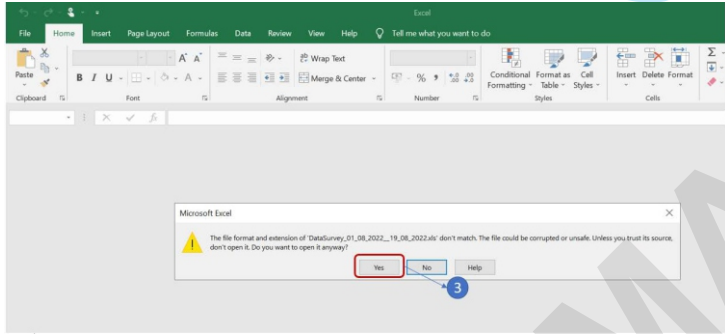 Excel
File Home Insert Page Layout Formulas Data Review View Help Tell me what you want to do
Paste
B I U A A A
Wrap Text
Merge & Center
% 9
Conditional Formatting
Format as Table
Cell Styles
Insert Delete Format
Σ
Clipboard Font Alignment Number Styles Cells
fx
Microsoft Excel
The file format and extension of 'DataSurvey_01_08_2022__19_08_2022.xls' don't match. The file could be corrupted or unsafe. Unless you trust its source,
don't open it. Do you want to open it anyway?
Yes No Help
3